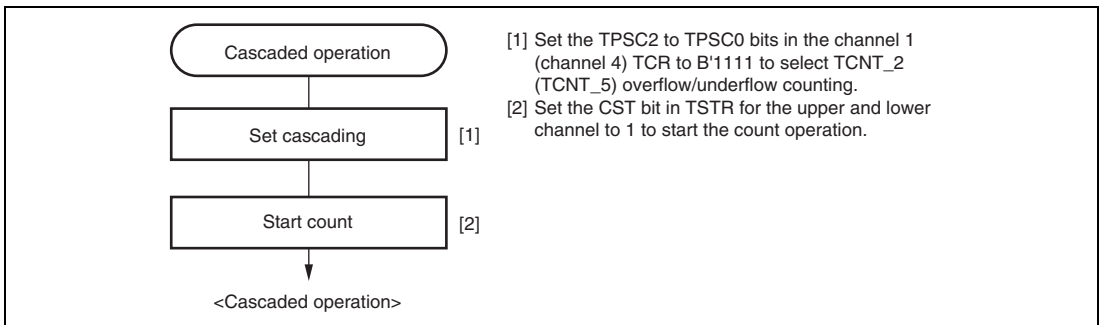 Cascaded operation
Set cascading
[1]
Start count
[2]
<Cascaded operation>
[1] Set the TPSC2 to TPSC0 bits in the channel 1
(channel 4) TCR to B'1111 to select TCNT_2
(TCNT_5) overflow/underflow counting.
[2] Set the CST bit in TSTR for the upper and lower
channel to 1 to start the count operation.